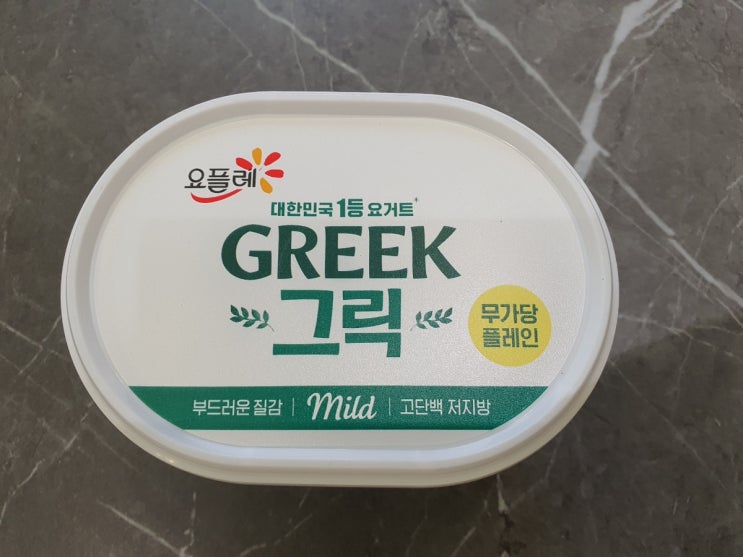 요플레
대한민국 1등 요거트*
GREEK
그릭
무가당
플레인
부드러운 질감 | Mild | 고단백 저지방